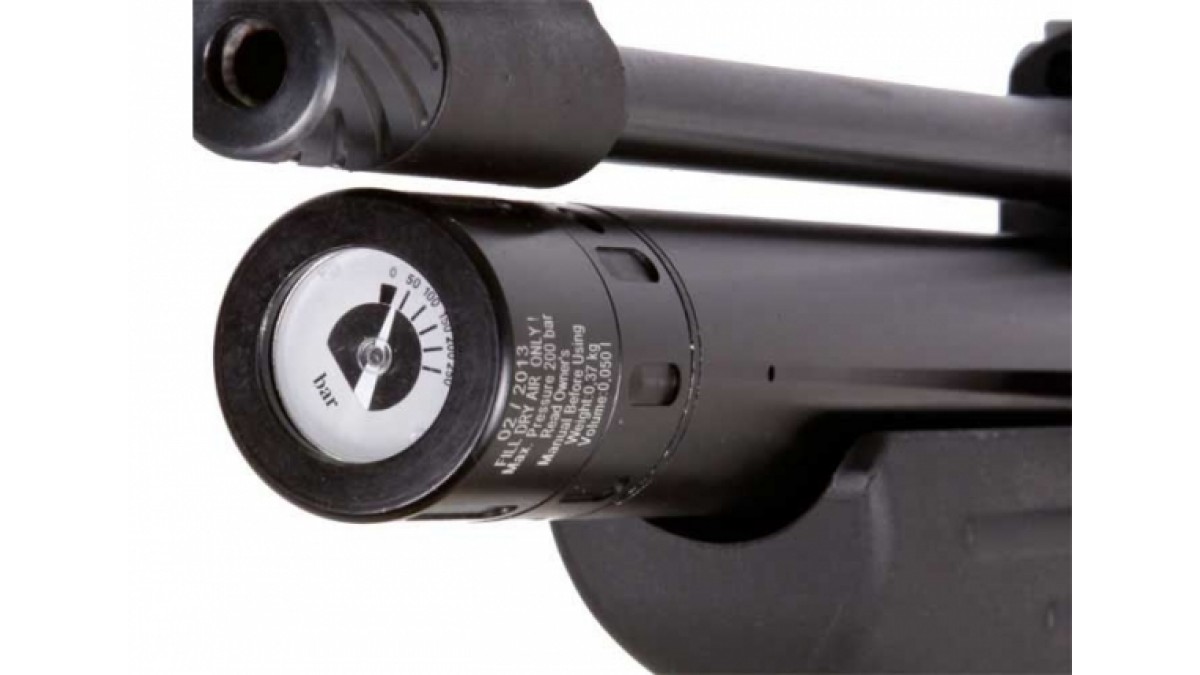 0 50 100 150 200 250
bar
02 / 2013
FILL DRY AIR ONLY !
Max. Pressure 200 bar
Read Owner's
Manual Before Using
Weight:0,37 kg
Volume:0,050 l